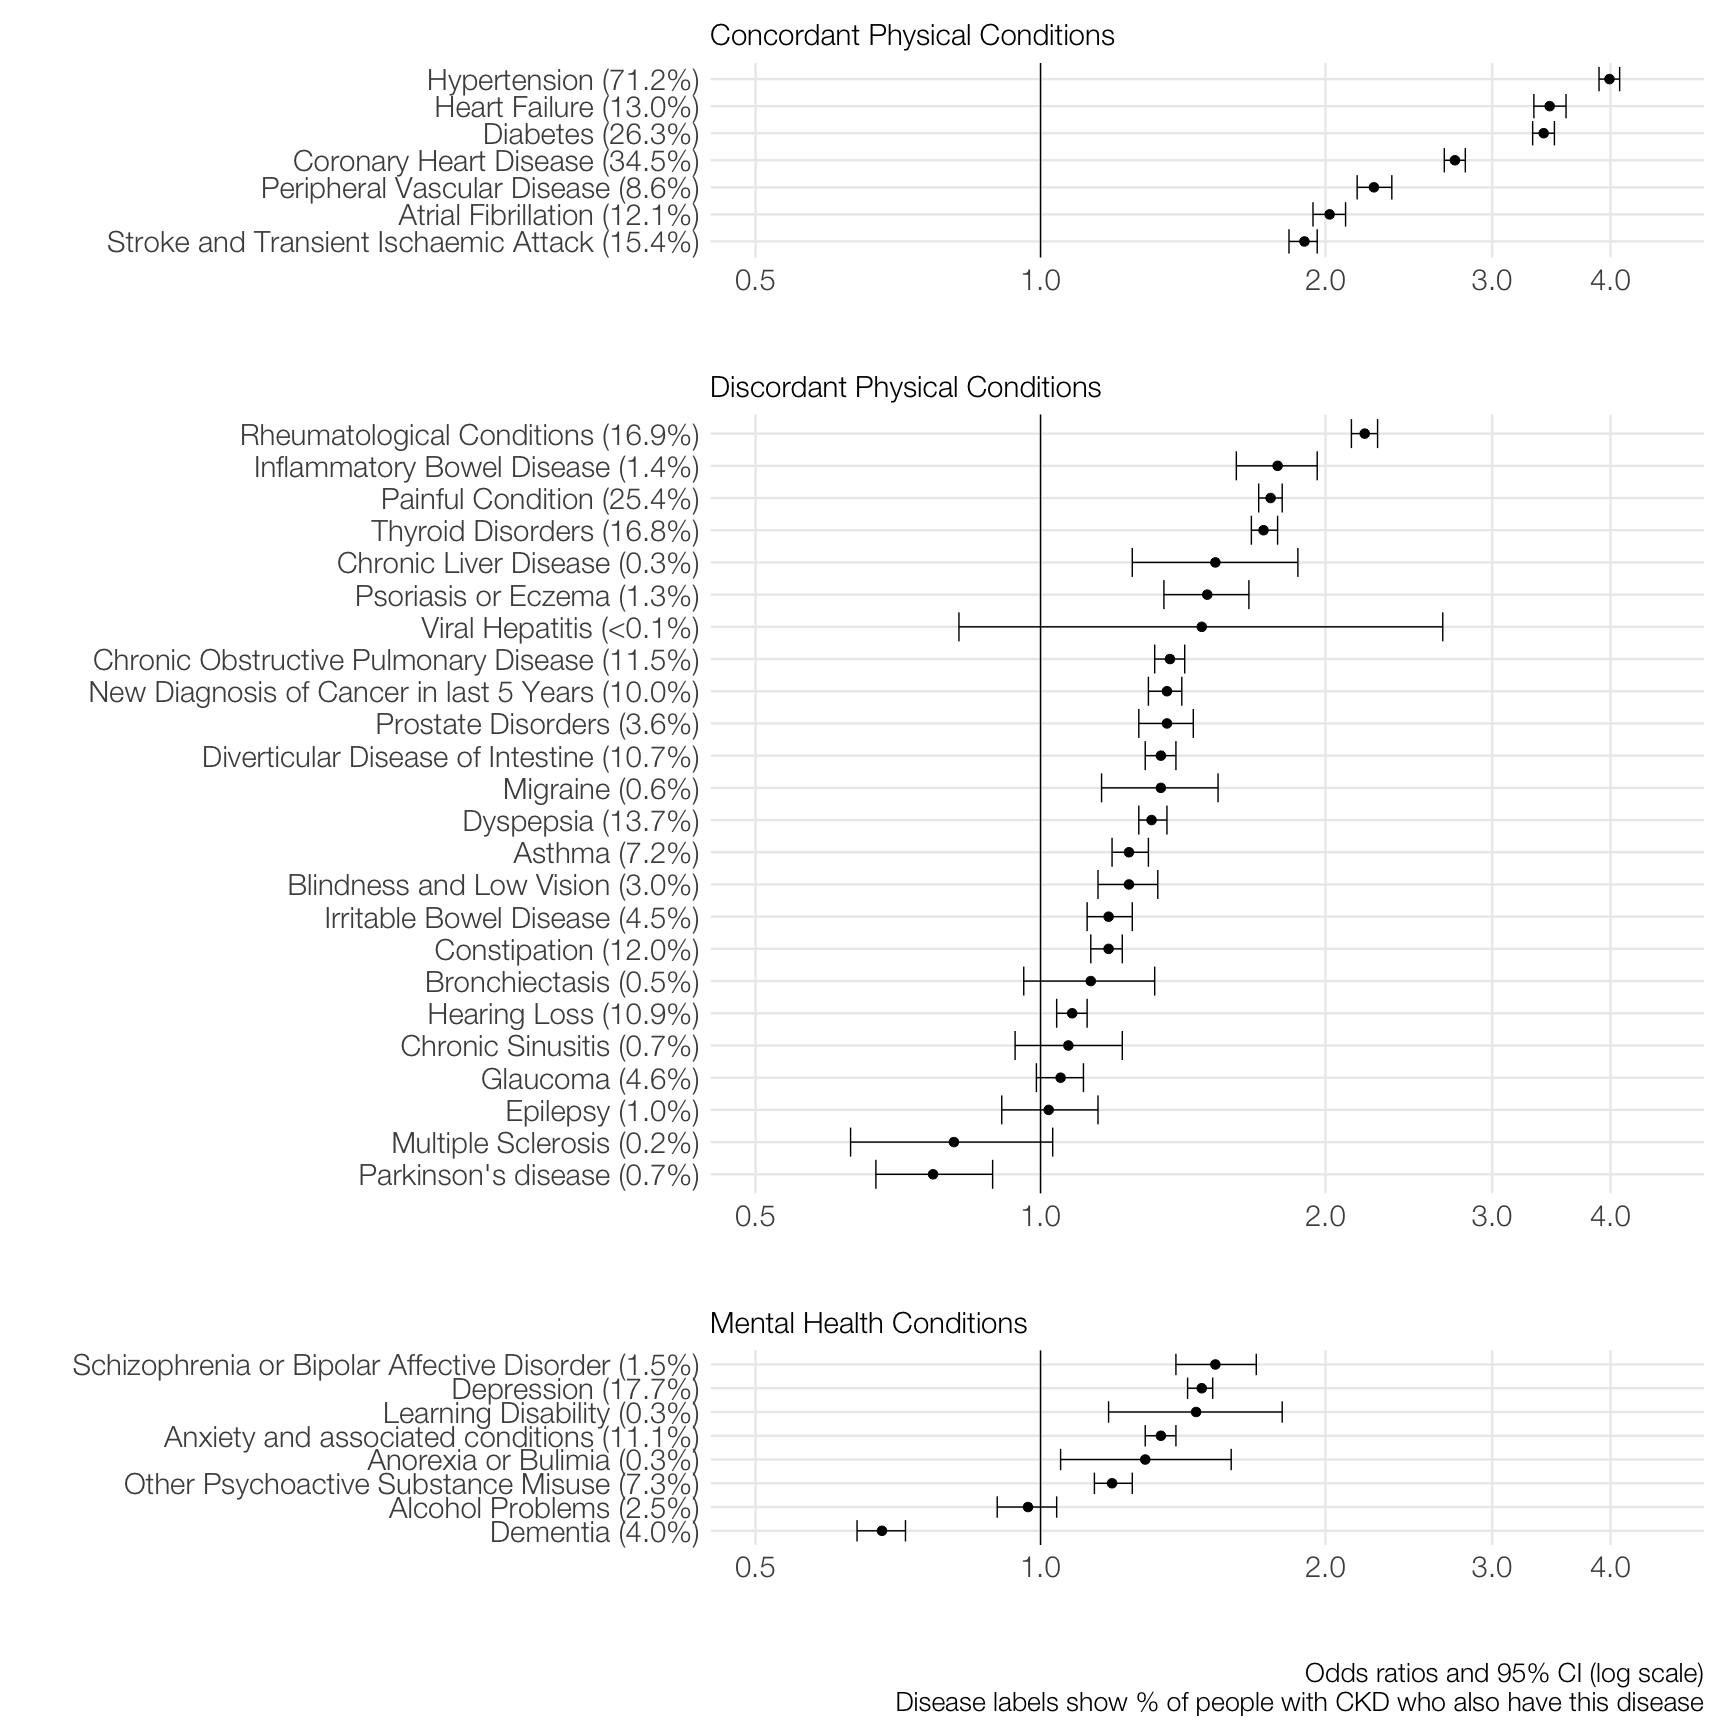 Concordant Physical Conditions
Hypertension (71.2%)
Heart Failure (13.0%)
Diabetes (26.3%)
Coronary Heart Disease (34.5%)
Peripheral Vascular Disease (8.6%)
Atrial Fibrillation (12.1%)
Stroke and Transient Ischaemic Attack (15.4%)
0.5 1.0 2.0 3.0 4.0
Discordant Physical Conditions
Rheumatological Conditions (16.9%)
Inflammatory Bowel Disease (1.4%)
Painful Condition (25.4%)
Thyroid Disorders (16.8%)
Chronic Liver Disease (0.3%)
Psoriasis or Eczema (1.3%)
Viral Hepatitis (<0.1%)
Chronic Obstructive Pulmonary Disease (11.5%)
New Diagnosis of Cancer in last 5 Years (10.0%)
Prostate Disorders (3.6%)
Diverticular Disease of Intestine (10.7%)
Migraine (0.6%)
Dyspepsia (13.7%)
Asthma (7.2%)
Blindness and Low Vision (3.0%)
Irritable Bowel Disease (4.5%)
Constipation (12.0%)
Bronchiectasis (0.5%)
Hearing Loss (10.9%)
Chronic Sinusitis (0.7%)
Glaucoma (4.6%)
Epilepsy (1.0%)
Multiple Sclerosis (0.2%)
Parkinson's disease (0.7%)
0.5 1.0 2.0 3.0 4.0
Mental Health Conditions
Schizophrenia or Bipolar Affective Disorder (1.5%)
Depression (17.7%)
Learning Disability (0.3%)
Anxiety and associated conditions (11.1%)
Anorexia or Bulimia (0.3%)
Other Psychoactive Substance Misuse (7.3%)
Alcohol Problems (2.5%)
Dementia (4.0%)
0.5 1.0 2.0 3.0 4.0
Odds ratios and 95% CI (log scale)
Disease labels show % of people with CKD who also have this disease